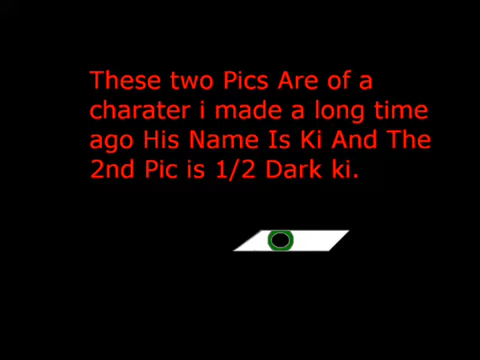 These two Pics Are of a
charater i made a long time
ago His Name Is Ki And The
2nd Pic is 1/2 Dark ki.